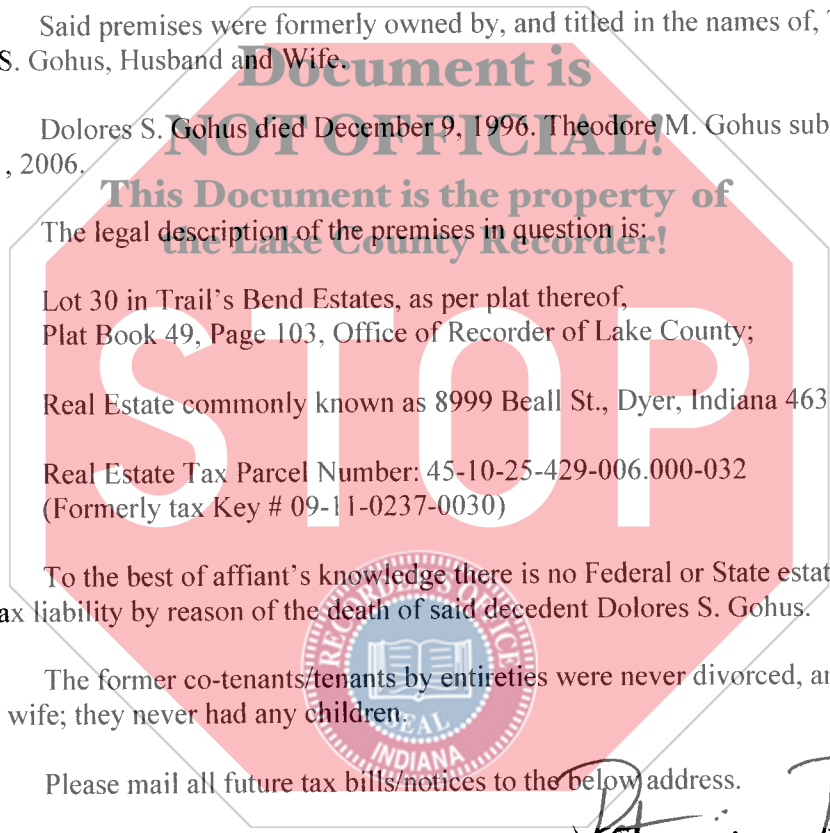 Said premises were formerly owned by, and titled in the names of,
S. Gohus, Husband and Wife.
Document is
Dolores S. Gohus died December 9, 1996. Theodore M. Gohus sub
NOT OFFICIAL!
, 2006.
This Document is the property of
The legal description of the premises in question is:
the Lake County Recorder!
Lot 30 in Trail's Bend Estates, as per plat thereof,
Plat Book 49, Page 103, Office of Recorder of Lake County;
STOP
Real Estate commonly known as 8999 Beall St., Dyer, Indiana 463
Real Estate Tax Parcel Number: 45-10-25-429-006.000-032
(Formerly tax Key # 09-11-0237-0030)
To the best of affiant's knowledge there is no Federal or State estat
ax liability by reason of the death of said decedent Dolores S. Gohus.
RECORDER'S OFFICE
The former co-tenants/tenants by entireties were never divorced, an
wife; they never had any children.
SEAL
INDIANA
Please mail all future tax bills/notices to the below address.